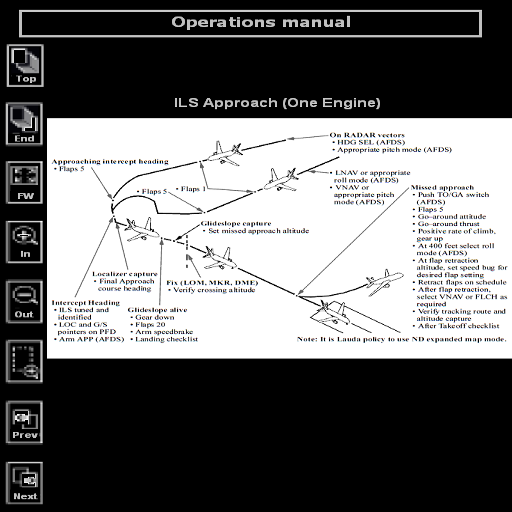 Operations manual
Top
End
FW
In
Out
Prev
Next
ILS Approach (One Engine)
On RADAR vectors
• HDG SEL (AFDS)
• Appropriate pitch mode (AFDS)
Approaching intercept heading
• Flaps 5
• Flaps 5
• Flaps 1
• LNAV or appropriate
roll mode (AFDS)
• VNAV or
appropriate pitch
mode (AFDS)
Glideslope capture
• Set missed approach altitude
Missed approach
• Push TO/GA switch
(AFDS)
• Flaps 5
• Go–around attitude
• Go–around thrust
• Positive rate of climb,
gear up
• At 400 feet select roll
mode (AFDS)
• At flap retraction
altitude, set speed bug for
desired flap setting
• Retract flaps on schedule
• After flap retraction,
select VNAV or FLCH as
required
• Verify tracking route and
altitude capture
• After Takeoff checklist
Localizer capture
• Final Approach
course heading
Fix (LOM, MKR, DME)
• Verify crossing altitude
Intercept Heading
• ILS tuned and
identified
• LOC and G/S
pointers on PFD
• Arm APP (AFDS)
Glideslope alive
• Gear down
• Flaps 20
• Arm speedbrake
• Landing checklist
Note: It is Lauda policy to use ND expanded map mode.